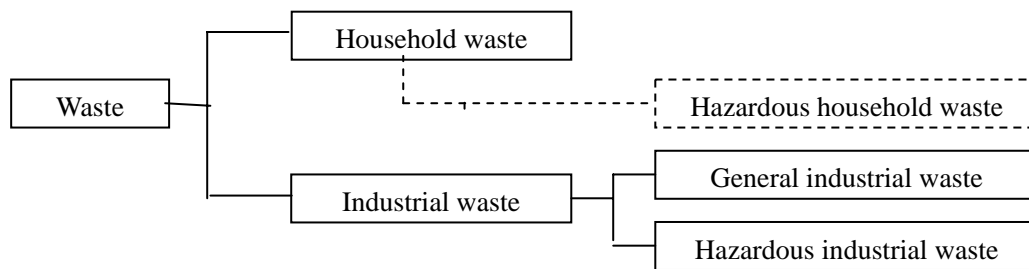 Household waste
Waste
Hazardous household waste
Industrial waste
General industrial waste
Hazardous industrial waste